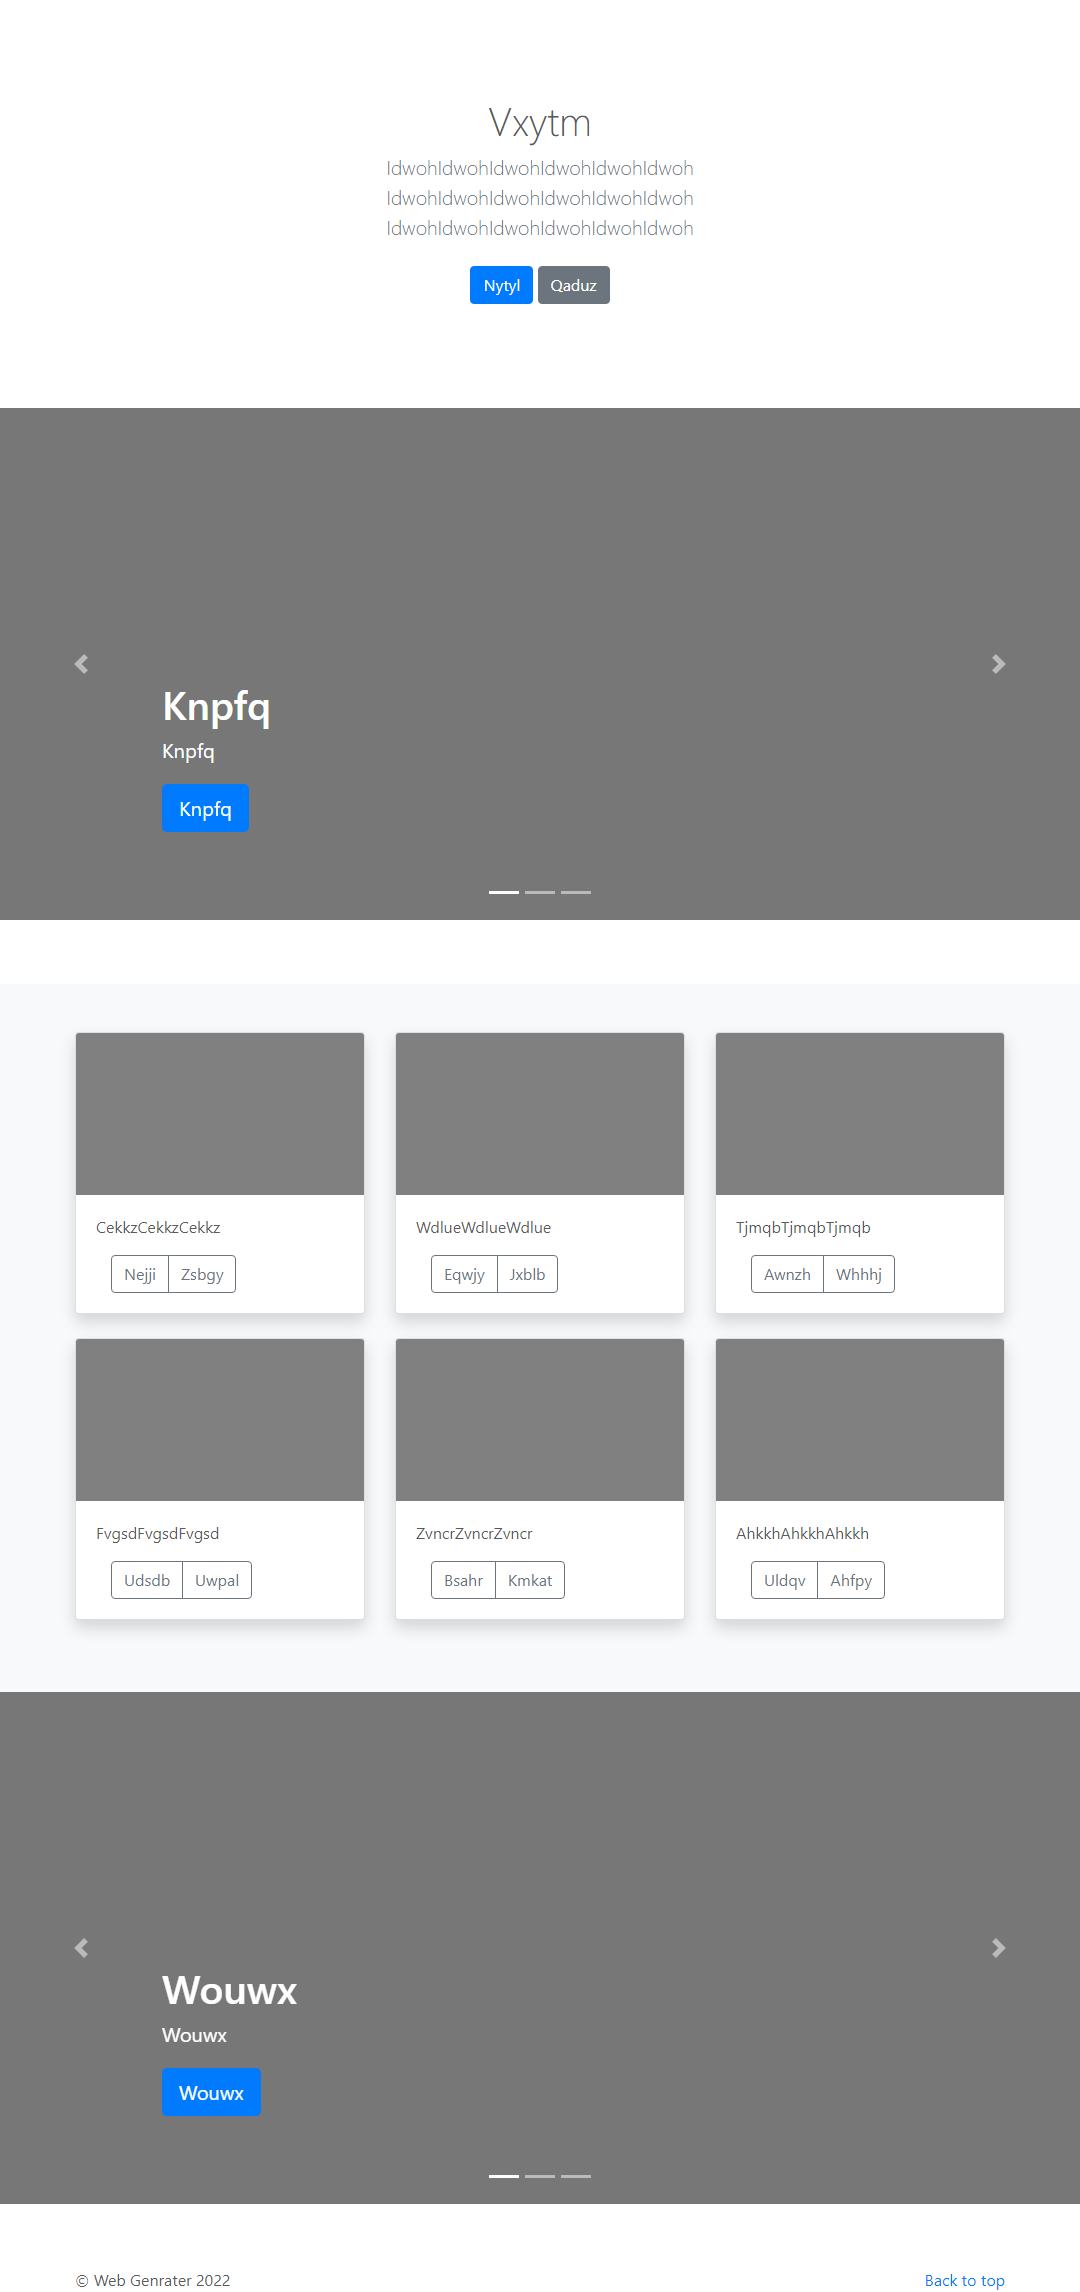 Vxytm
IdwohIdwohIdwohIdwohIdwohIdwoh
IdwohIdwohIdwohIdwohIdwohIdwoh
IdwohIdwohIdwohIdwohIdwohIdwoh
Nytyl Qaduz
Knpfq
Knpfq
Knpfq
CekkzCekkzCekkz
Nejji Zsbgy
WdlueWdlueWdlue
Eqwjy Jxblb
TjmqbTjmqbTjmqb
Awnzh Whhhj
FvgsdFvgsdFvgsd
Udsdb Uwpal
ZvncrZvncrZvncr
Bsahr Kmkat
AhkkhAhkkhAhkkh
Uldqv Ahfpy
Wouwx
Wouwx
Wouwx
© Web Genrater 2022
Back to top